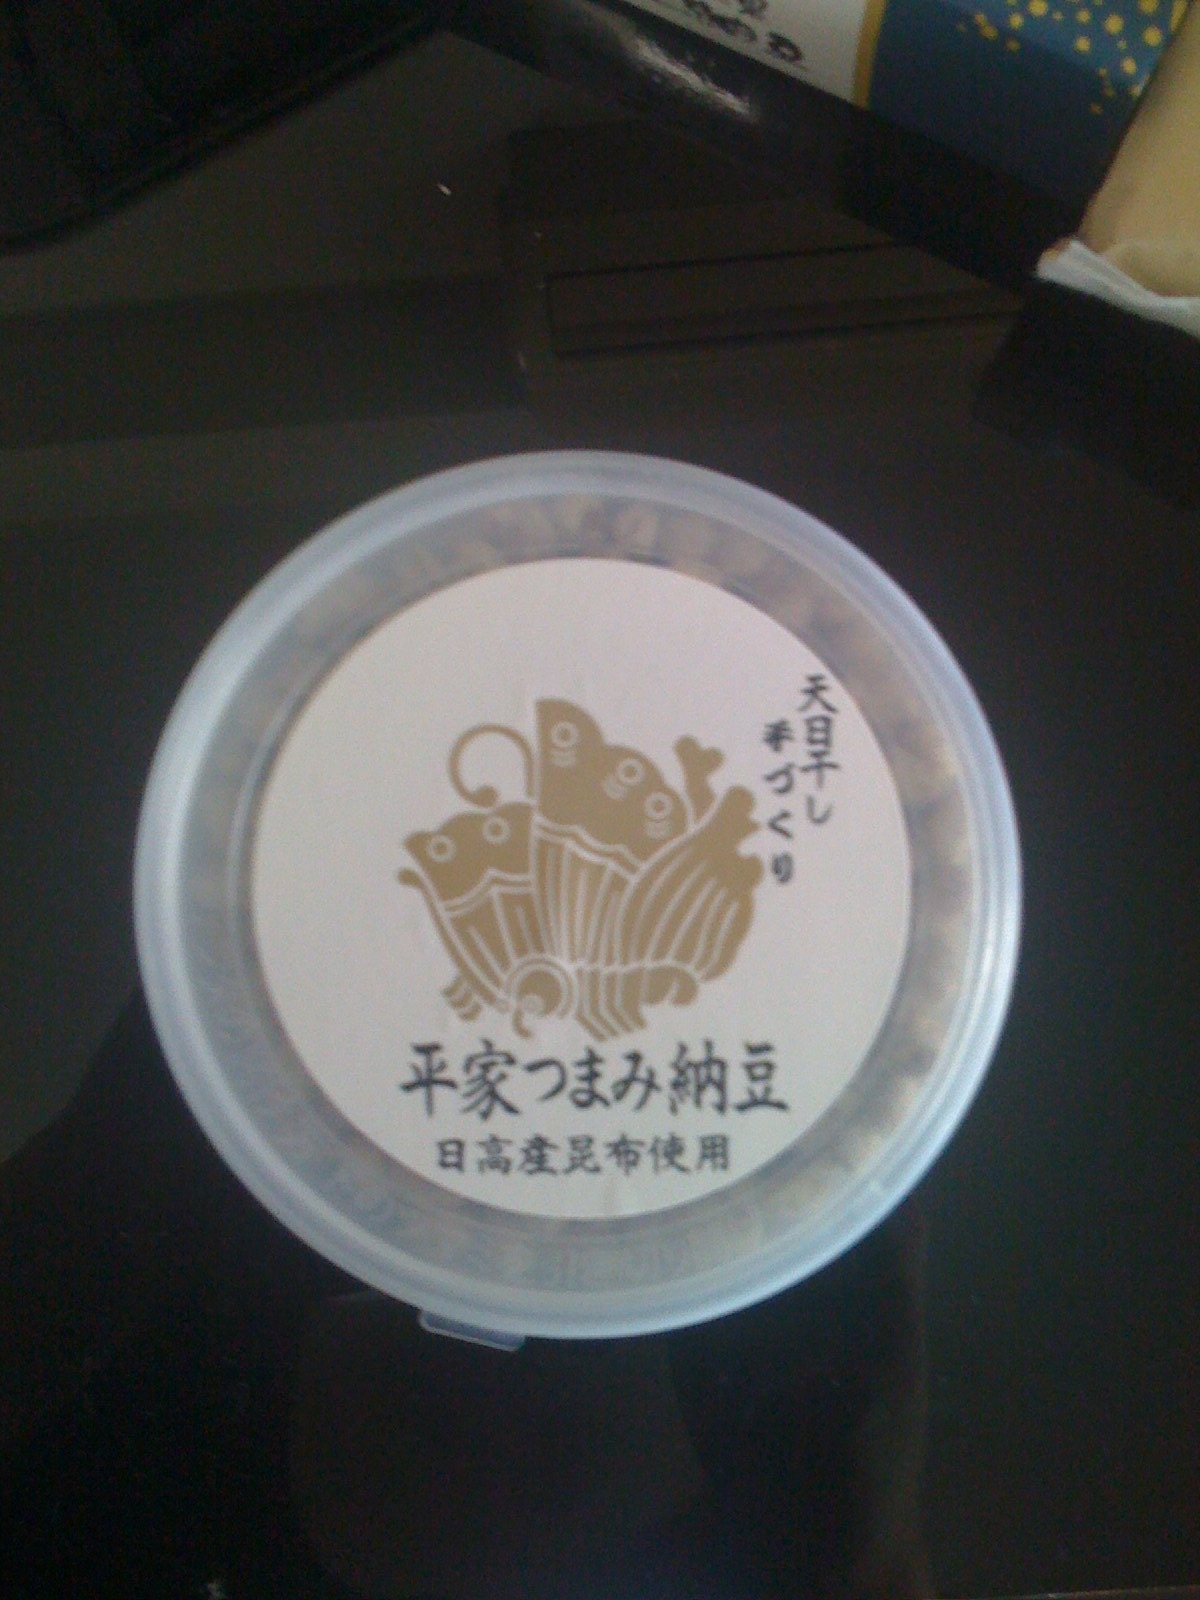 天日干し
手づくり
平家つまみ納豆
日高産昆布使用